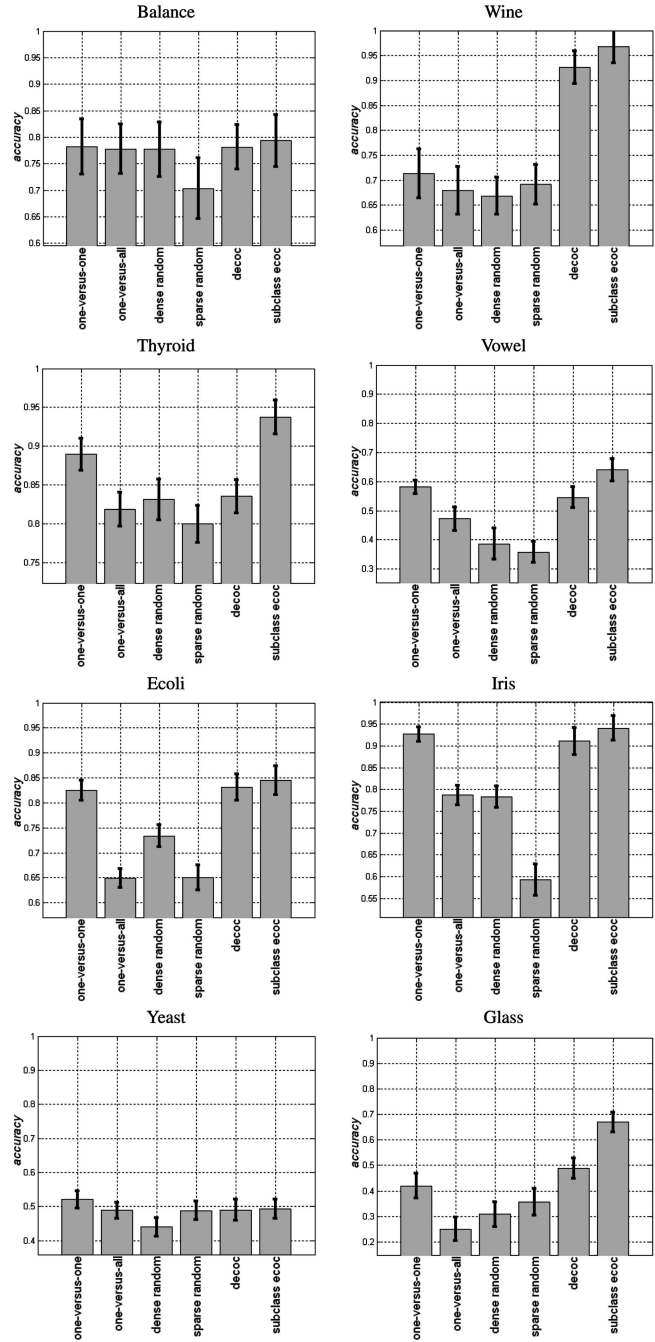 Balance
1
0.95
0.9
0.85
0.8
0.75
0.7
0.65
0.6
accuracy
one-versus-one
one-versus-all
dense random
sparse random
decoc
subclass ecoc
Wine
1
0.95
0.9
0.85
0.8
0.75
0.7
0.65
0.6
accuracy
one-versus-one
one-versus-all
dense random
sparse random
decoc
subclass ecoc
Thyroid
1
0.95
0.9
0.85
0.8
0.75
accuracy
one-versus-one
one-versus-all
dense random
sparse random
decoc
subclass ecoc
Vowel
1
0.9
0.8
0.7
0.6
0.5
0.4
0.3
accuracy
one-versus-one
one-versus-all
dense random
sparse random
decoc
subclass ecoc
Ecoli
1
0.95
0.9
0.85
0.8
0.75
0.7
0.65
0.6
accuracy
one-versus-one
one-versus-all
dense random
sparse random
decoc
subclass ecoc
Iris
1
0.95
0.9
0.85
0.8
0.75
0.7
0.65
0.6
0.55
accuracy
one-versus-one
one-versus-all
dense random
sparse random
decoc
subclass ecoc
Yeast
1
0.9
0.8
0.7
0.6
0.5
0.4
accuracy
one-versus-one
one-versus-all
dense random
sparse random
decoc
subclass ecoc
Glass
1
0.9
0.8
0.7
0.6
0.5
0.4
0.3
0.2
accuracy
one-versus-one
one-versus-all
dense random
sparse random
decoc
subclass ecoc